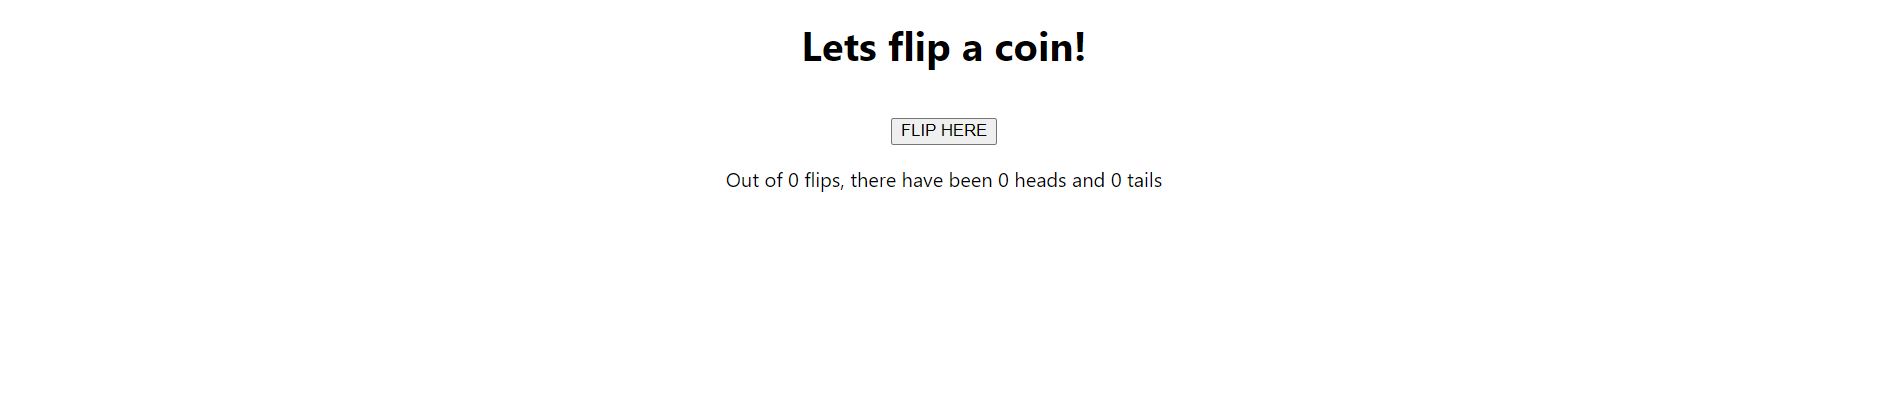 Lets flip a coin!
FLIP HERE
Out of 0 flips, there have been 0 heads and 0 tails